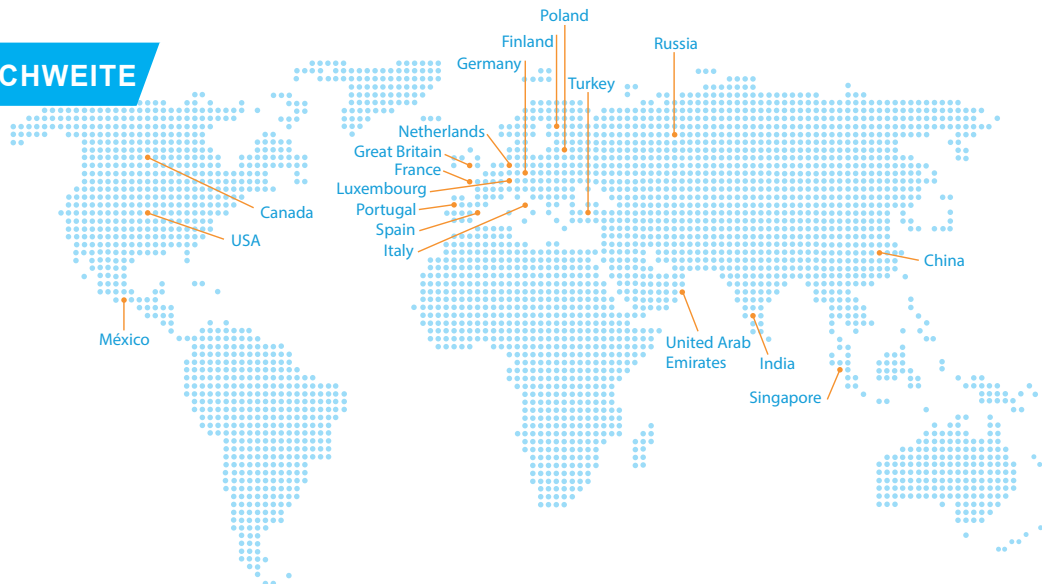 CHWEITE
Poland
Finland
Russia
Germany
Turkey
Netherlands
Great Britain
France
Luxembourg
Portugal
Spain
Italy
Canada
USA
China
México
United Arab
Emirates
India
Singapore